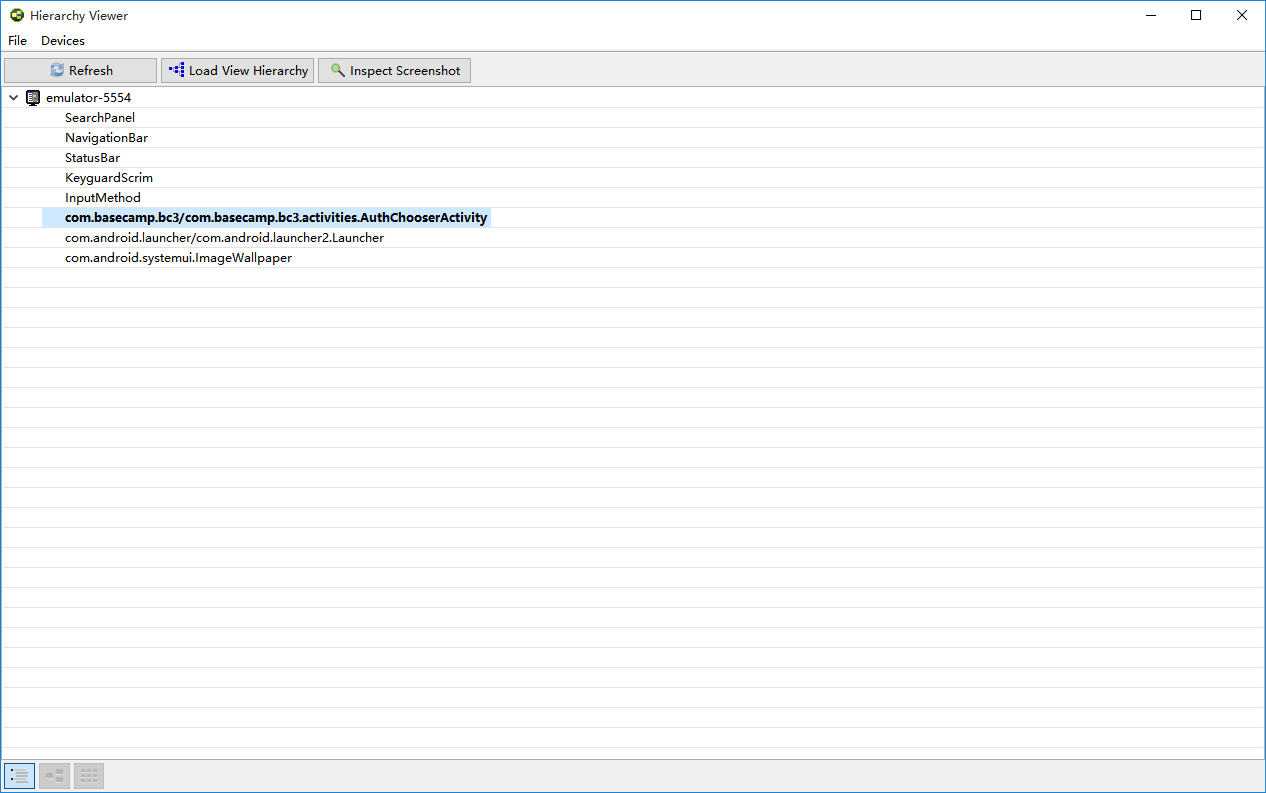 Hierarchy Viewer
File Devices
Refresh Load View Hierarchy Inspect Screenshot
emulator-5554
SearchPanel
NavigationBar
StatusBar
KeyguardScrim
InputMethod
com.basecamp.bc3/com.basecamp.bc3.activities.AuthChooserActivity
com.android.launcher/com.android.launcher2.Launcher
com.android.systemui.ImageWallpaper